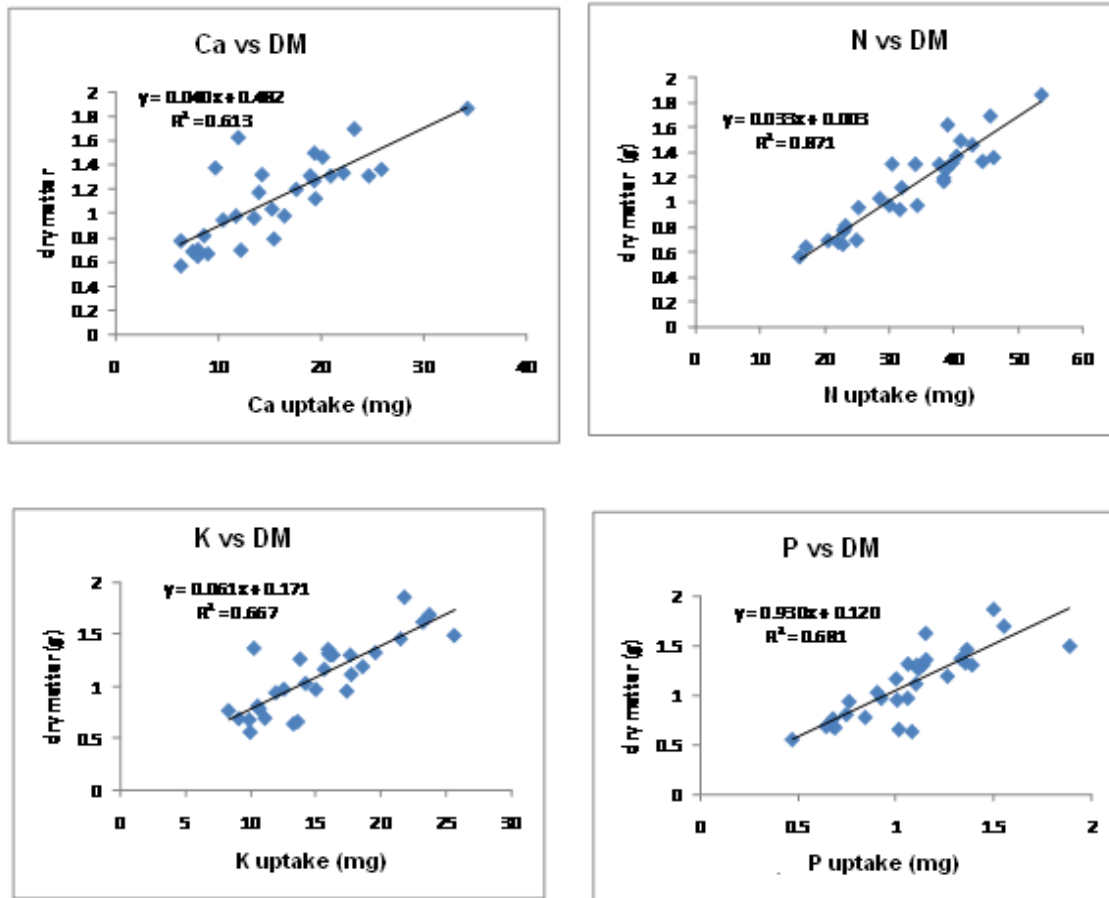 Ca vs DM
y = 0.040x + 0.482
R² = 0.613
2
1.8
1.6
1.4
1.2
1
0.8
0.6
0.4
0.2
0
dry matter
0 10 20 30 40
Ca uptake (mg)
N vs DM
y = 0.033x + 0.003
R² = 0.871
2
1.8
1.6
1.4
1.2
1
0.8
0.6
0.4
0.2
0
dry matter (g)
0 10 20 30 40 50 60
N uptake (mg)
K vs DM
y = 0.061x + 0.171
R² = 0.667
2
1.5
1
0.5
0
dry matter (g)
0 5 10 15 20 25 30
K uptake (mg)
P vs DM
y = 0.930x + 0.120
R² = 0.681
2
1.5
1
0.5
0
dry matter (g)
0 0.5 1 1.5 2
P uptake (mg)